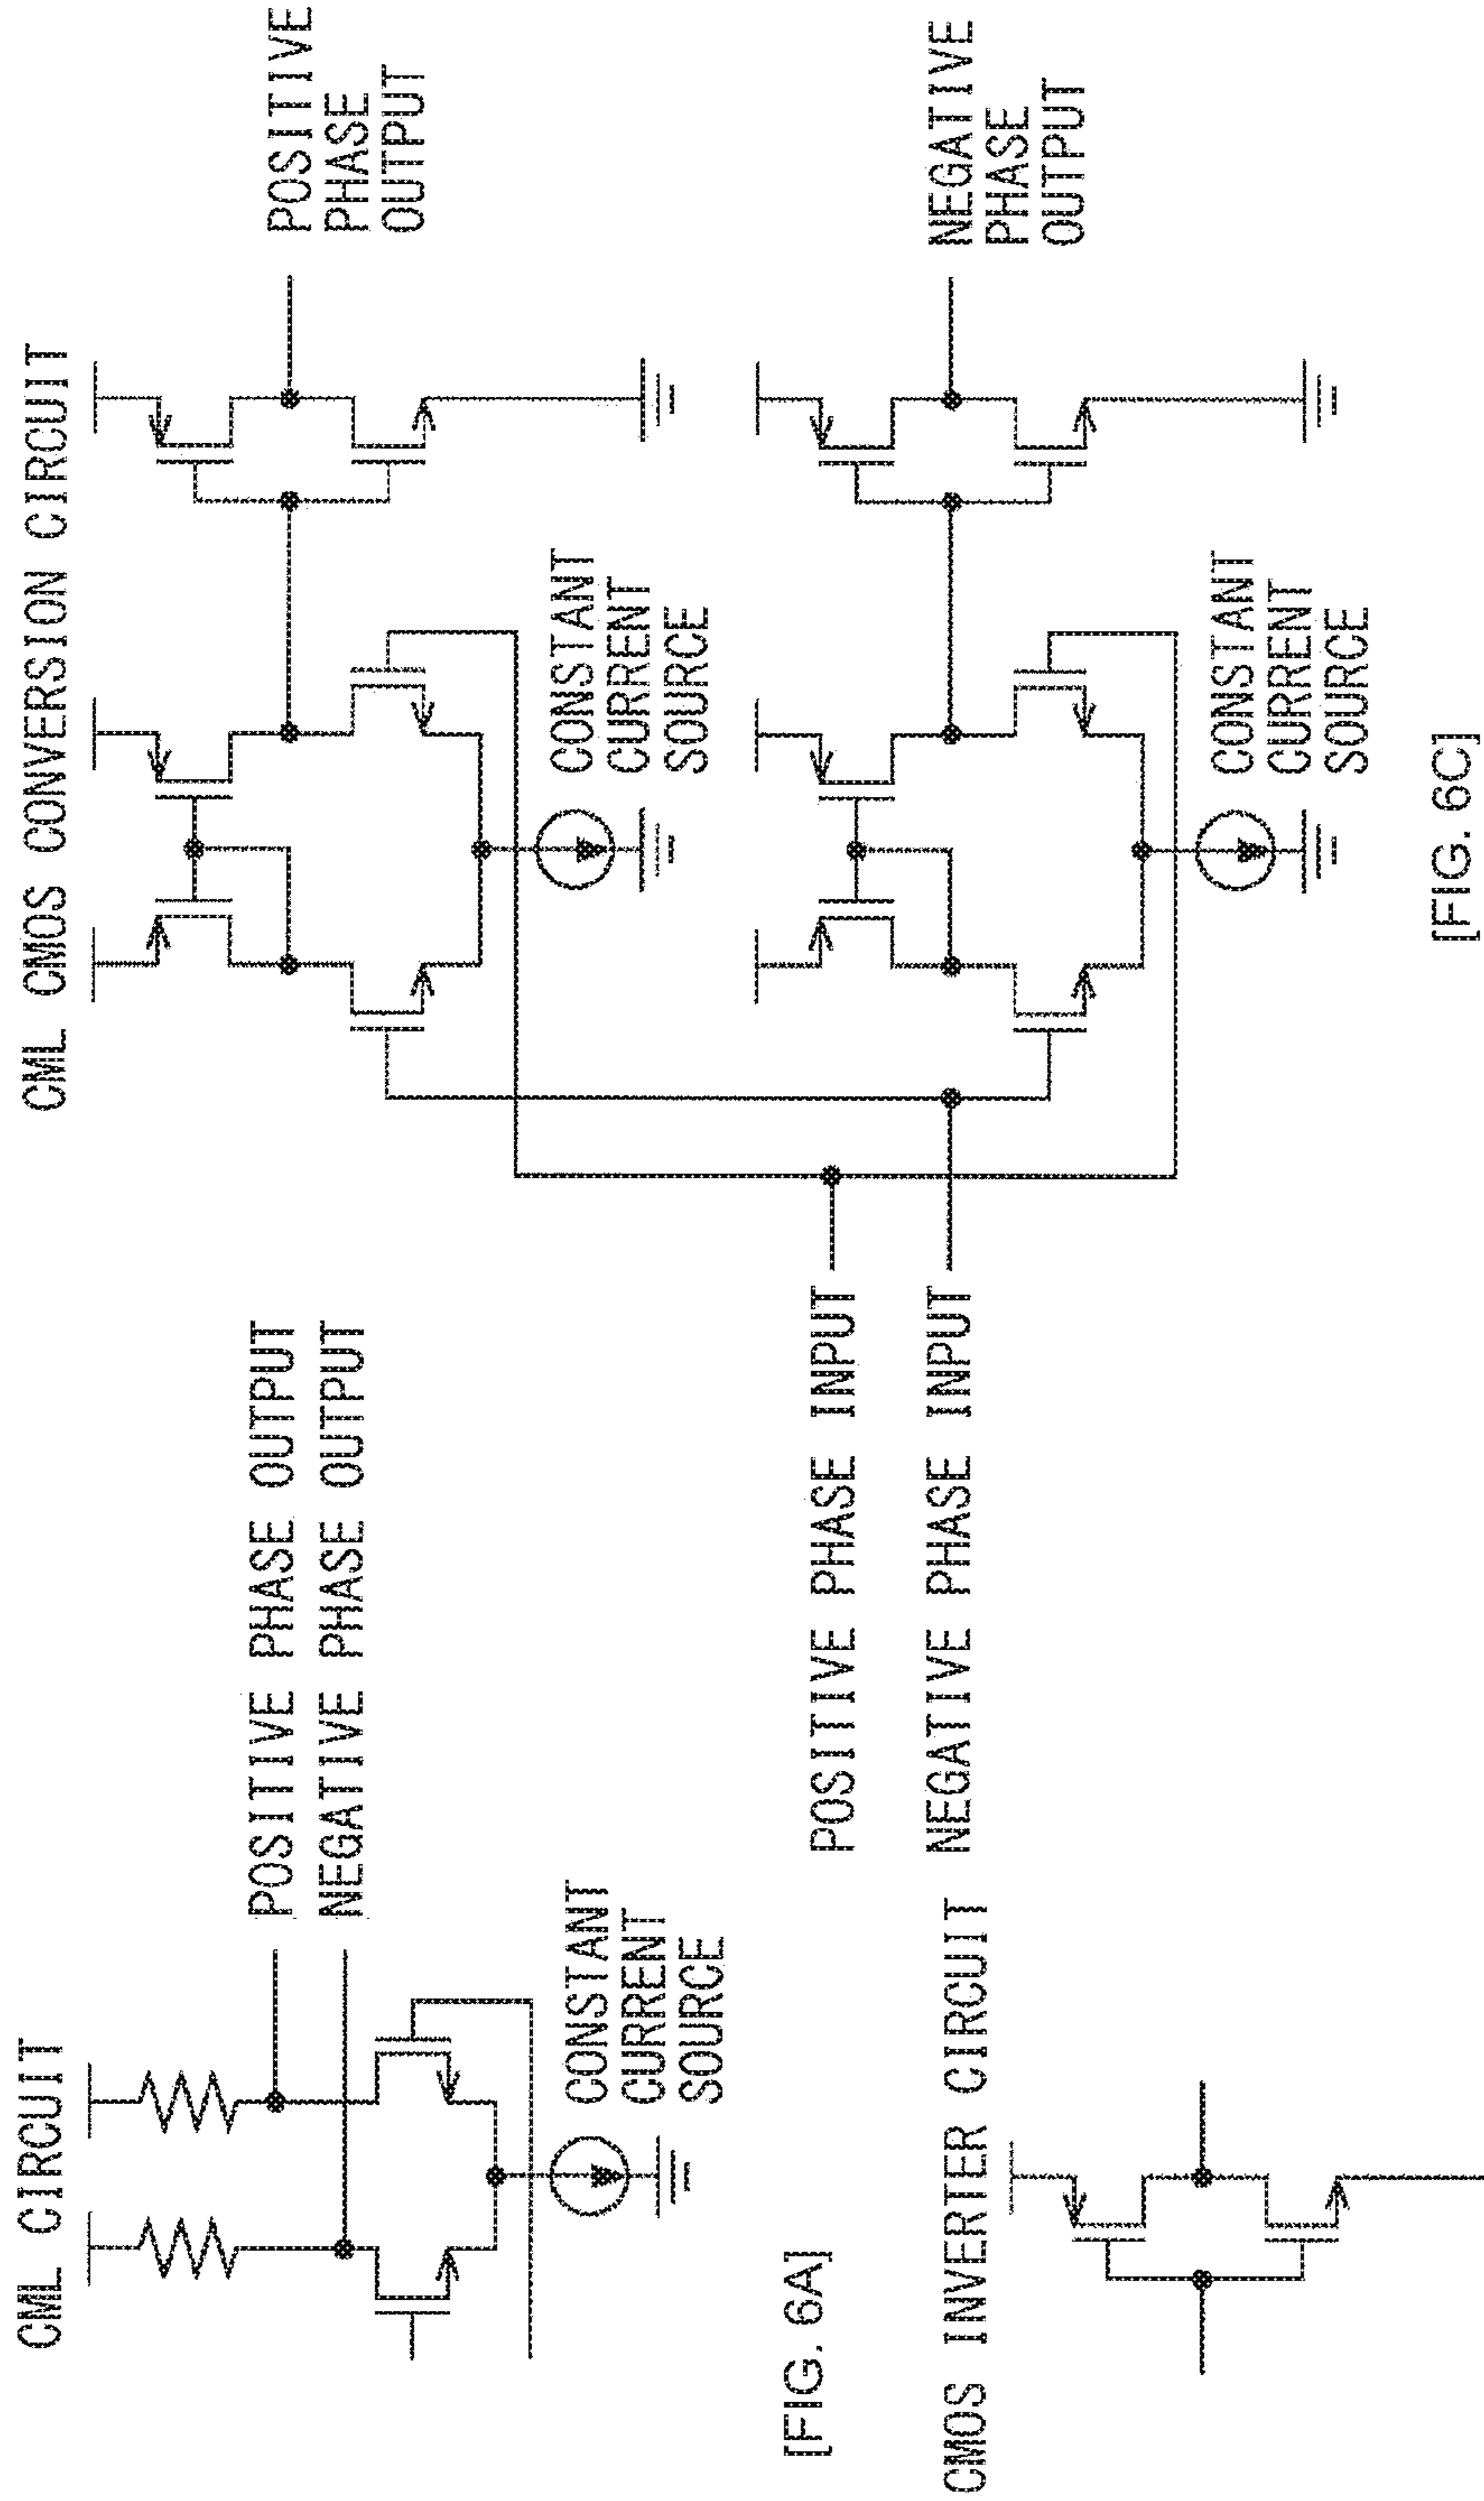 CML CIRCUIT
POSITIVE PHASE OUTPUT
NEGATIVE PHASE OUTPUT
CONSTANT
CURRENT
SOURCE
[FIG. 6A]
CMOS INVERTER CIRCUIT
CML CMOS CONVERSION CIRCUIT
POSITIVE
PHASE
OUTPUT
CONSTANT
CURRENT
SOURCE
POSITIVE PHASE INPUT
NEGATIVE PHASE INPUT
NEGATIVE
PHASE
OUTPUT
CONSTANT
CURRENT
SOURCE
[FIG. 6C]